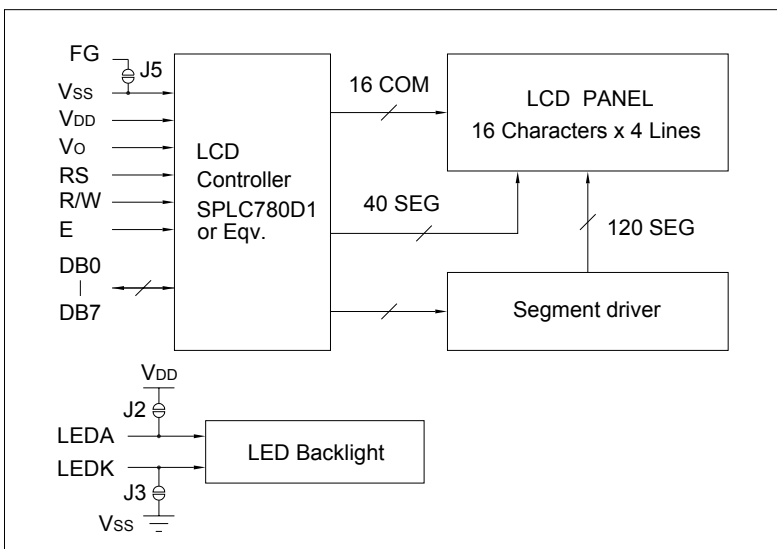 FG
J5
VSS
VDD
VO
RS
R/W
E
DB0
DB7
LCD
Controller
SPLC780D1
or Eqv.
16 COM
40 SEG
LCD PANEL
16 Characters x 4 Lines
120 SEG
Segment driver
VDD
J2
LEDA
LEDK
J3
VSS
LED Backlight